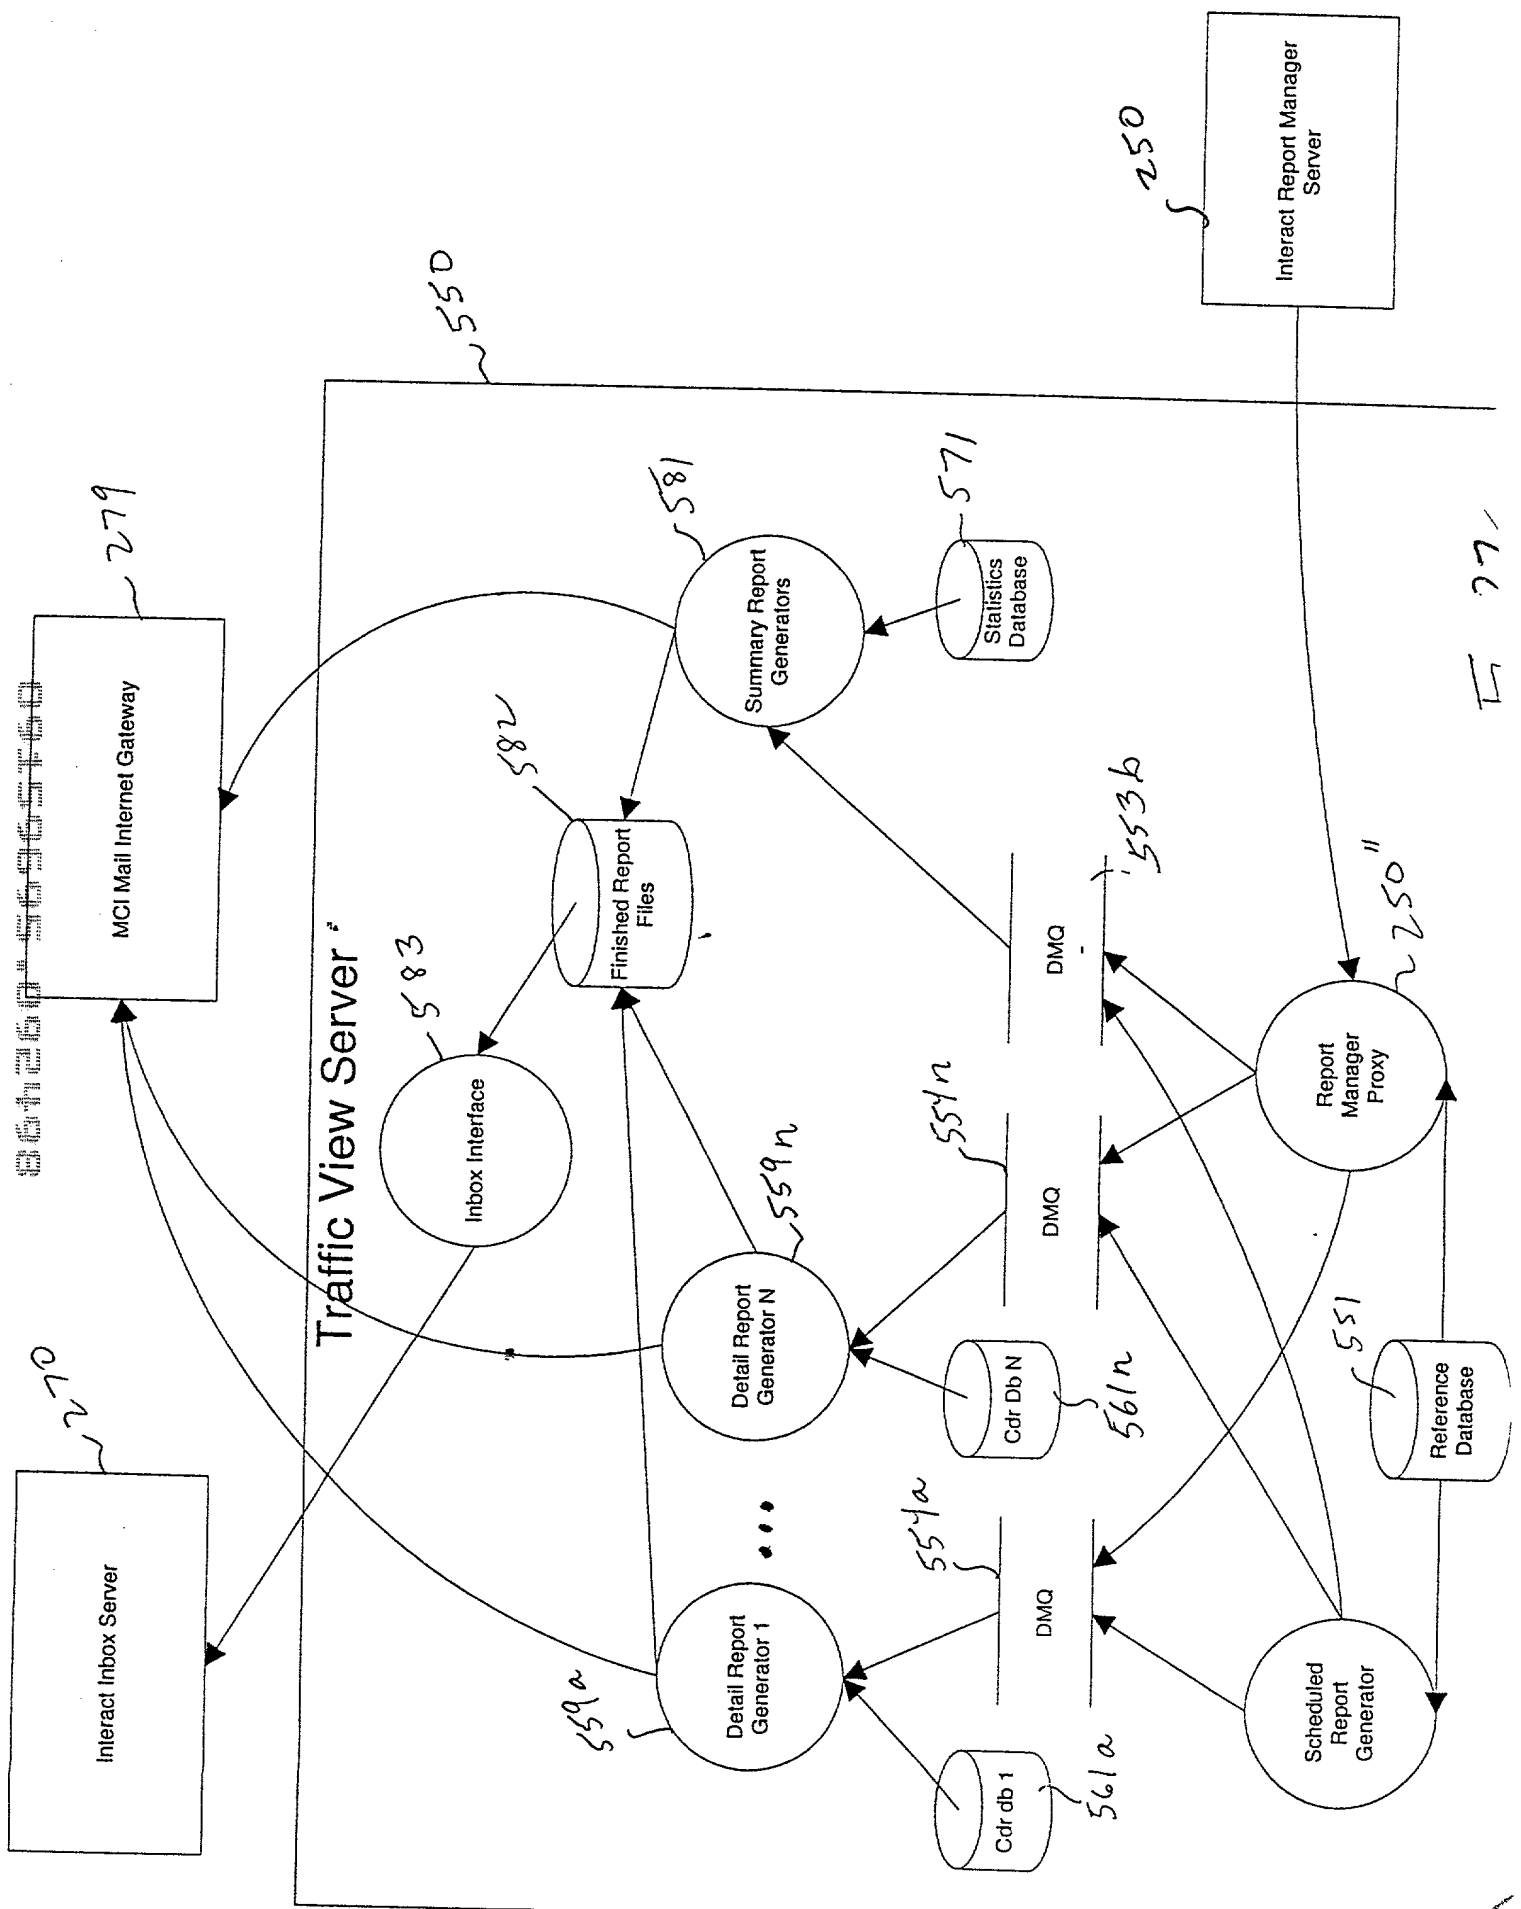 Interact Inbox Server
270
MCI Mail Internet Gateway
279
Traffic View Server
550
Inbox Interface
583
Finished Report
Files
582
Detail Report
Generator 1
559a
Detail Report
Generator N
559n
Summary Report
Generators
581
Cdr db 1
561a
Cdr Db N
561n
Statistics
Database
571
DMQ
554a
DMQ
554n
DMQ
553b
Scheduled
Report
Generator
Reference
Database
551
Report
Manager
Proxy
250"
Interact Report Manager
Server
250